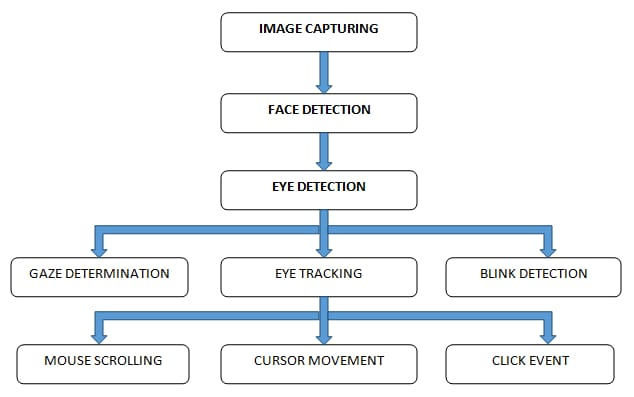 IMAGE CAPTURING
FACE DETECTION
EYE DETECTION
GAZE DETERMINATION
EYE TRACKING
BLINK DETECTION
MOUSE SCROLLING
CURSOR MOVEMENT
CLICK EVENT